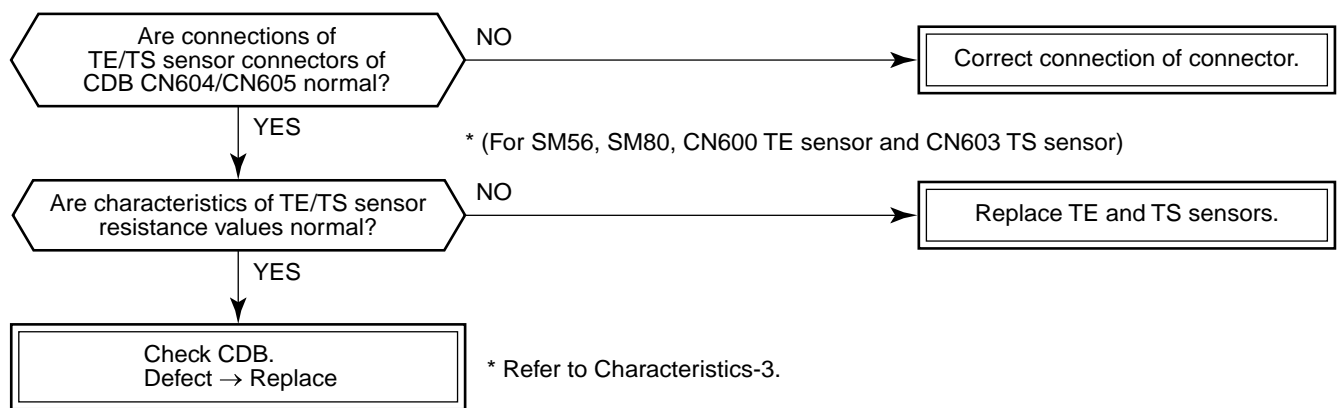 Are connections of
TE/TS sensor connectors of
CDB CN604/CN605 normal?
NO
Correct connection of connector.
YES
* (For SM56, SM80, CN600 TE sensor and CN603 TS sensor)
Are characteristics of TE/TS sensor
resistance values normal?
NO
Replace TE and TS sensors.
YES
Check CDB.
Defect → Replace
* Refer to Characteristics-3.